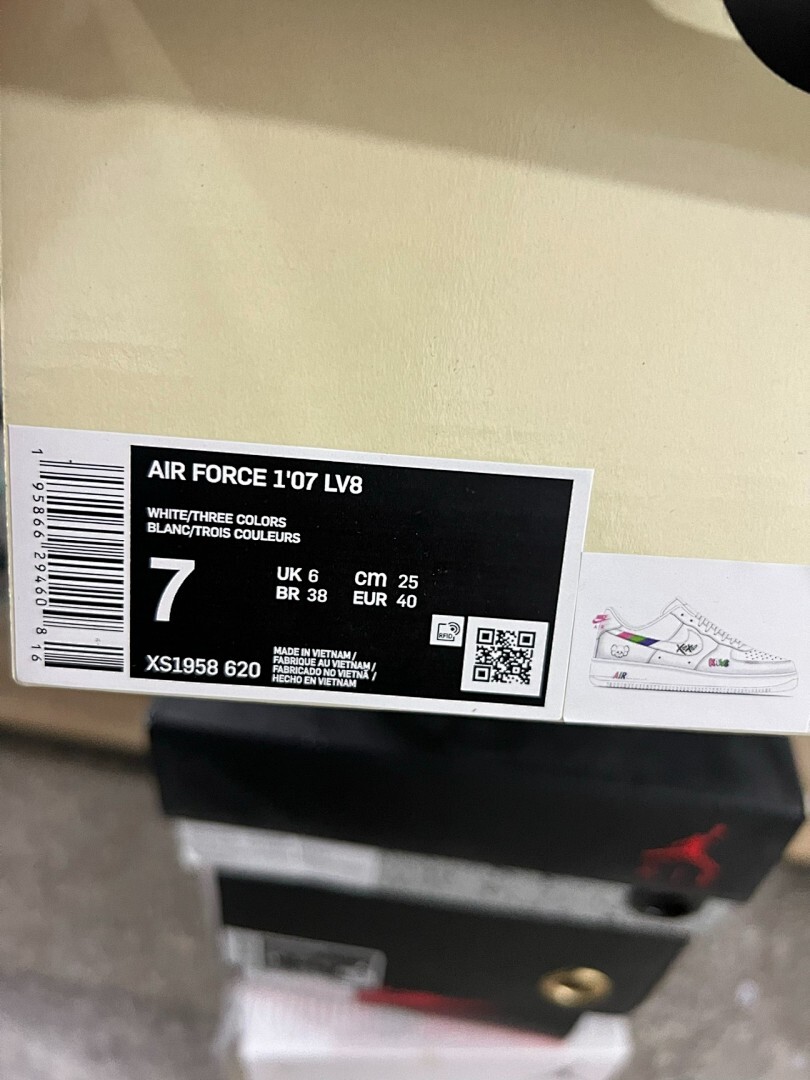 AIR FORCE 1'07 LV8
WHITE/THREE COLORS
BLANC/TROIS COULEURS
7
UK 6 cm 25
BR 38 EUR 40
RFID
XS1958 620
MADE IN VIETNAM /
FABRIQUE AU VIETNAM /
FABRICADO NO VIETNÃ /
HECHO EN VIETNAM
1 95866 29460 8 16
AIR